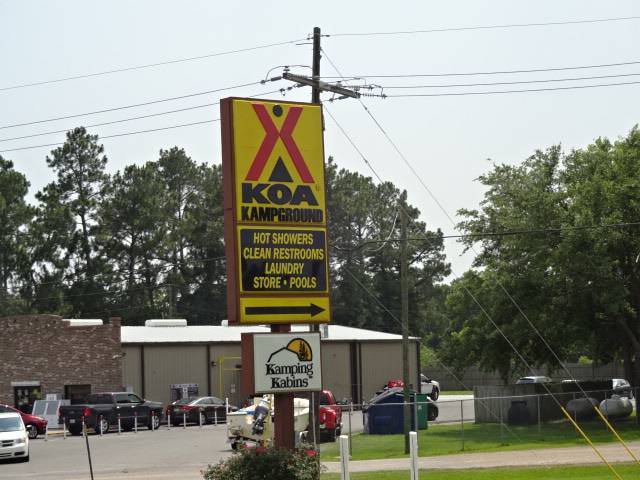 KOA
KAMPGROUND
HOT SHOWERS
CLEAN RESTROOMS
LAUNDRY
STORE • POOLS
Kamping
Kabins